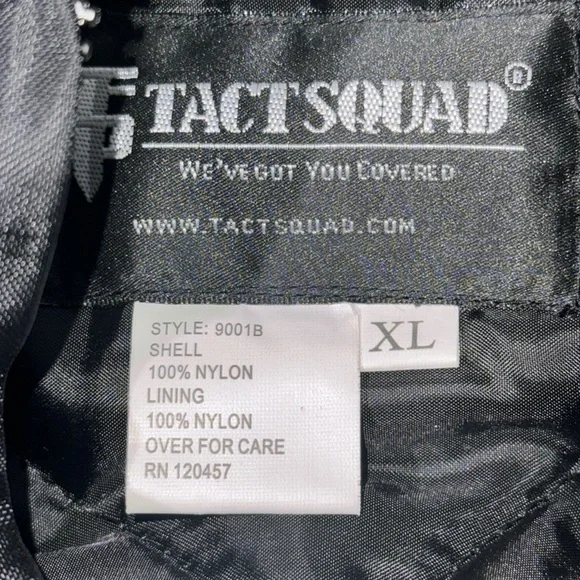 TACTSQUAD®
WE'VE GOT YOU COVERED
WWW.TACTSQUAD.COM
XL
STYLE: 9001B
SHELL
100% NYLON
LINING
100% NYLON
OVER FOR CARE
RN 120457